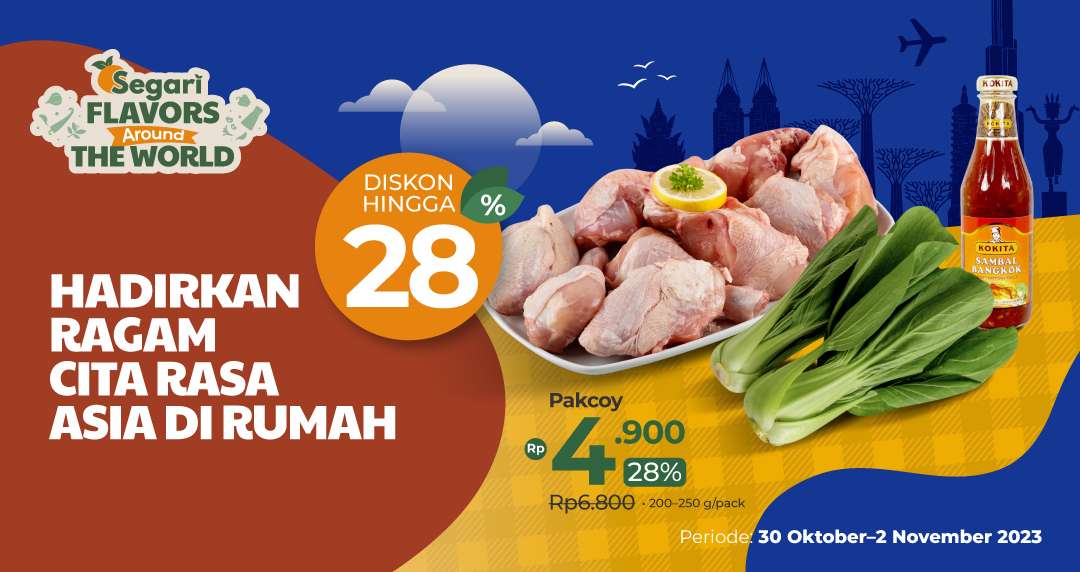 Segari
FLAVORS
Around
THE WORLD
DISKON
HINGGA
%
28
HADIRKAN
RAGAM
CITA RASA
ASIA DI RUMAH
KOKITA
KOKITA
KOKITA
SAMBAL
BANGKOK
Pakcoy
Rp 4.900
28%
Rp6.800 • 200–250 g/pack
Periode: 30 Oktober–2 November 2023